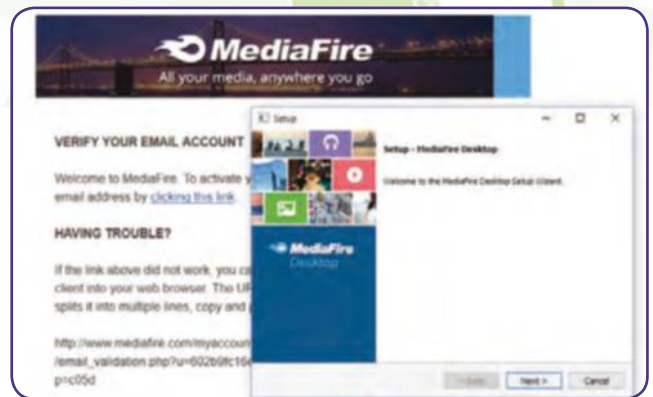 MediaFire
All your media, anywhere you go
VERIFY YOUR EMAIL ACCOUNT
Welcome to MediaFire. To activate y
email address by clicking this link.
HAVING TROUBLE?
If the link above did not work, you ca
client into your web browser. The UR
splits it into multiple lines, copy and
http://www.mediafire.com/myaccoun
/email_validation.php?u=602b9fc16
p=c05d
Setup
Setup - MediaFire Desktop
Welcome to the MediaFire Desktop Setup Wizard.
MediaFire
Desktop
< Back
Next >
Cancel